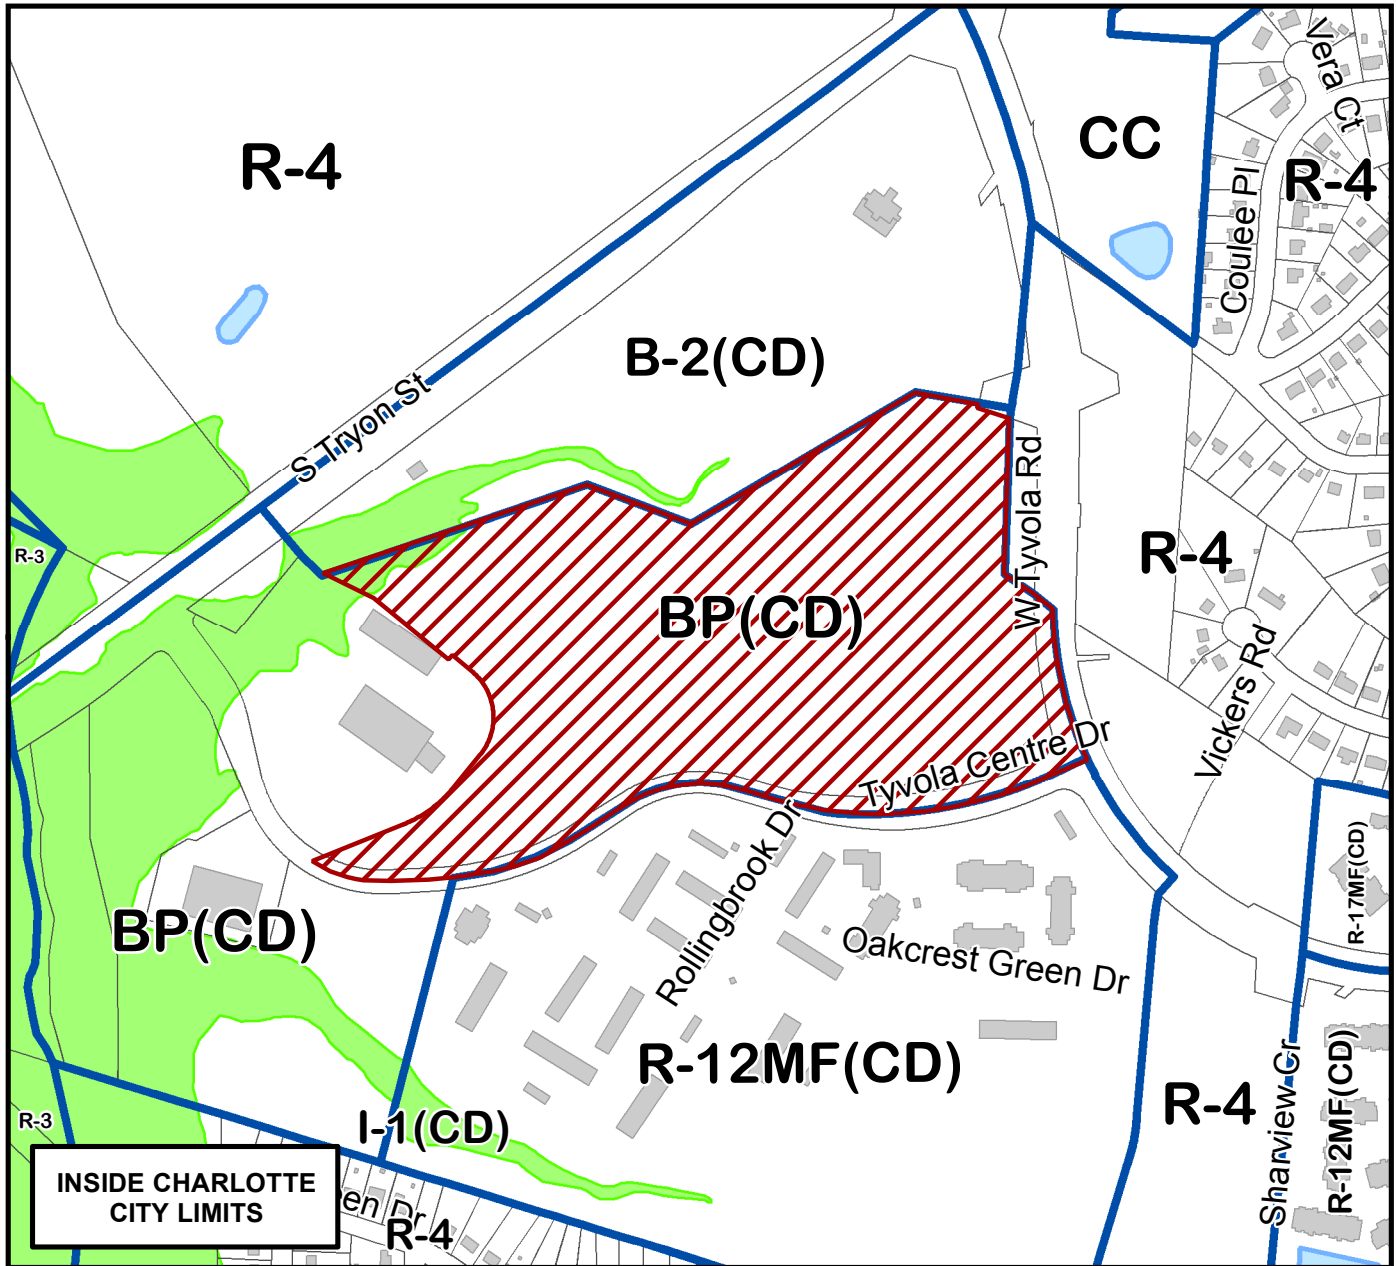 Vera Ct
CC
R-4
R-4
Coulee Pl
B-2(CD)
S Tryon St
W Tyvola Rd
R-3
R-4
BP(CD)
Vickers Rd
Tyvola Centre Dr
Rollingbrook Dr
R-17MF(CD)
BP(CD)
Oakcrest Green Dr
R-12MF(CD)
R-4
Sharview Cr
R-12MF(CD)
R-3
I-1(CD)
INSIDE CHARLOTTE
CITY LIMITS
een Dr
R-4